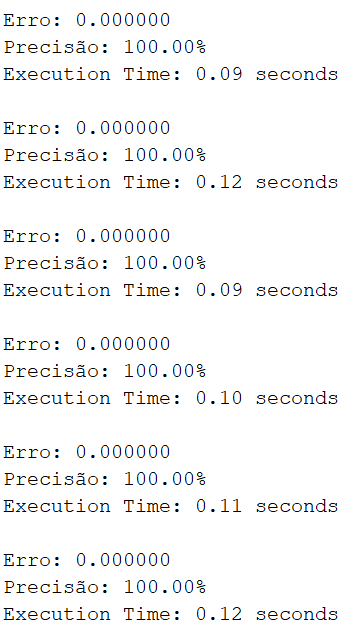 Erro: 0.000000
Precisão: 100.00%
Execution Time: 0.09 seconds

Erro: 0.000000
Precisão: 100.00%
Execution Time: 0.12 seconds

Erro: 0.000000
Precisão: 100.00%
Execution Time: 0.09 seconds

Erro: 0.000000
Precisão: 100.00%
Execution Time: 0.10 seconds

Erro: 0.000000
Precisão: 100.00%
Execution Time: 0.11 seconds

Erro: 0.000000
Precisão: 100.00%
Execution Time: 0.12 seconds